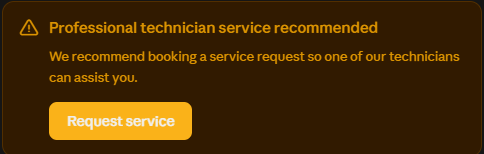 Professional technician service recommended
We recommend booking a service request so one of our technicians
can assist you.
Request service